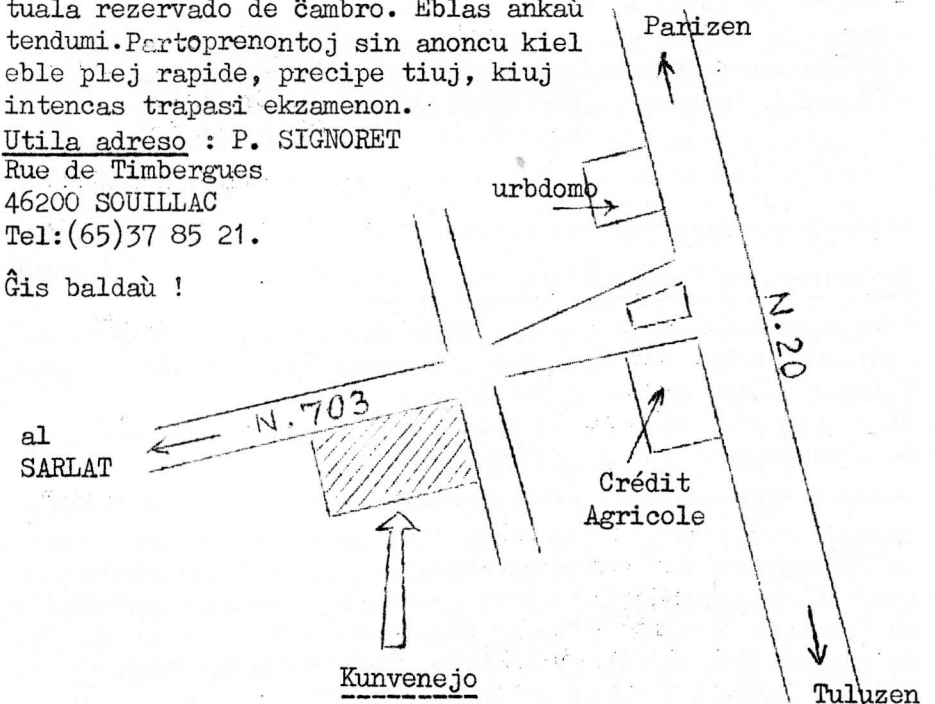 tuala rezervado de ĉambro. Eblas ankaù
tendumi.Partoprenontoj sin anoncu kiel
eble plej rapide, precipe tiuj, kiuj
intencas trapasi ekzamenon.
Utila adreso : P. SIGNORET
Rue de Timbergues
46200 SOUILLAC
Tel:(65)37 85 21.
Ĝis baldaù !
Parizen
urbdomo
N.20
N.703
al
SARLAT
Crédit
Agricole
Kunvenejo
Tuluzen